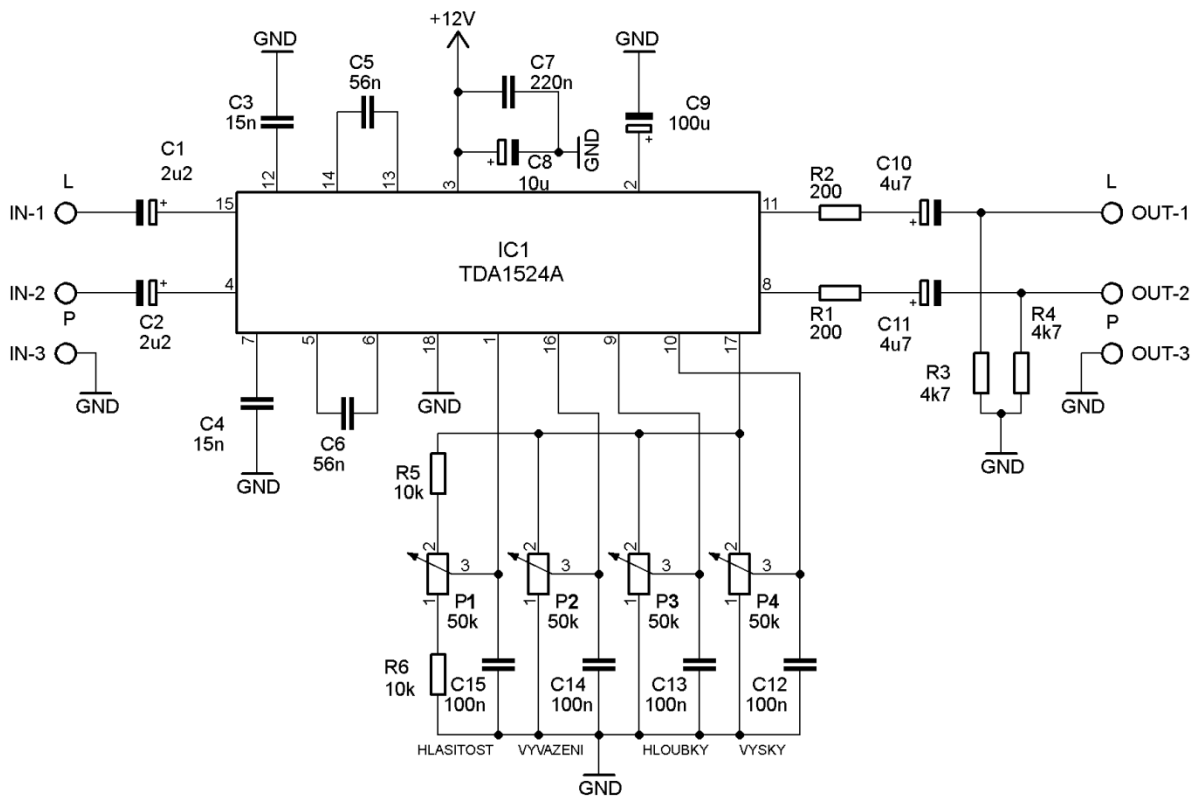 +12V
GND
GND
C5
56n
C7
220n
C3
15n
C9
100u
GND
C8
10u
+
+
C1
2u2
+
12
14
13
3
2
R2
200
C10
4u7
+
L
IN-1
15
11
L
OUT-1
IC1
TDA1524A
IN-2
P
C2
2u2
+
4
8
R1
200
C11
4u7
+
R4
4k7
OUT-2
P
IN-3
GND
7
5
6
18
1
16
9
10
17
R3
4k7
OUT-3
GND
C4
15n
GND
C6
56n
GND
GND
R5
10k
2
3
1
P1
50k
2
3
1
P2
50k
2
3
1
P3
50k
2
3
1
P4
50k
R6
10k
C15
100n
C14
100n
C13
100n
C12
100n
HLASITOST
VYVAZENI
HLOUBKY
VYSKY
GND